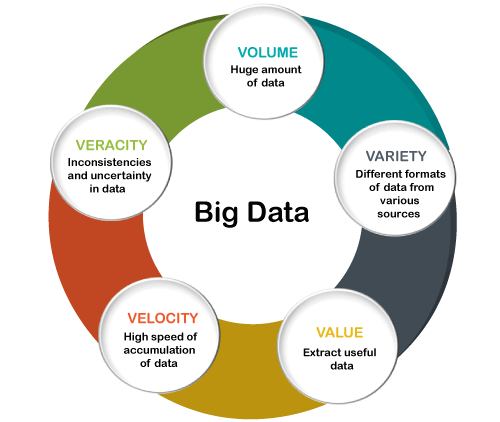 VOLUME
Huge amount
of data
VARIETY
Different formats
of data from
various
sources
VALUE
Extract useful
data
VELOCITY
High speed of
accumulation
of data
VERACITY
Inconsistencies
and uncertainty
in data
Big Data